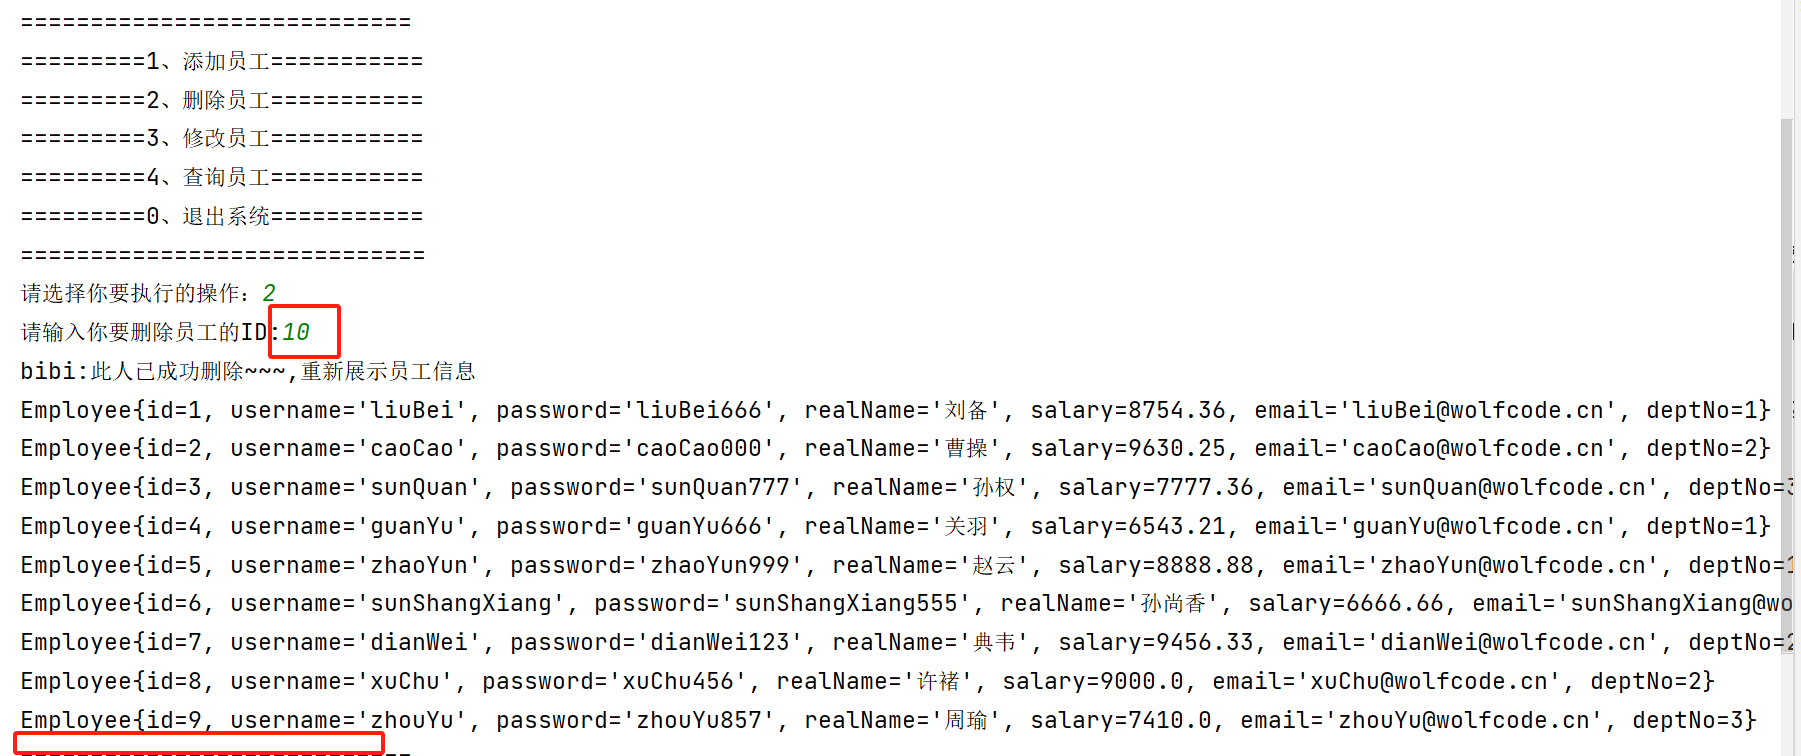 ============================
=========1、添加员工===========
=========2、删除员工===========
=========3、修改员工===========
=========4、查询员工===========
=========0、退出系统===========
=============================
请选择你要执行的操作：2
请输入你要删除员工的ID:10
bibi:此人已成功删除~~~,重新展示员工信息
Employee{id=1, username='liuBei', password='liuBei666', realName='刘备', salary=8754.36, email='liuBei@wolfcode.cn', deptNo=1}
Employee{id=2, username='caoCao', password='caoCao000', realName='曹操', salary=9630.25, email='caoCao@wolfcode.cn', deptNo=2}
Employee{id=3, username='sunQuan', password='sunQuan777', realName='孙权', salary=7777.36, email='sunQuan@wolfcode.cn', deptNo=3
Employee{id=4, username='guanYu', password='guanYu666', realName='关羽', salary=6543.21, email='guanYu@wolfcode.cn', deptNo=1}
Employee{id=5, username='zhaoYun', password='zhaoYun999', realName='赵云', salary=8888.88, email='zhaoYun@wolfcode.cn', deptNo=1
Employee{id=6, username='sunShangXiang', password='sunShangXiang555', realName='孙尚香', salary=6666.66, email='sunShangXiang@wo
Employee{id=7, username='dianWei', password='dianWei123', realName='典韦', salary=9456.33, email='dianWei@wolfcode.cn', deptNo=2
Employee{id=8, username='xuChu', password='xuChu456', realName='许褚', salary=9000.0, email='xuChu@wolfcode.cn', deptNo=2}
Employee{id=9, username='zhouYu', password='zhouYu857', realName='周瑜', salary=7410.0, email='zhouYu@wolfcode.cn', deptNo=3}